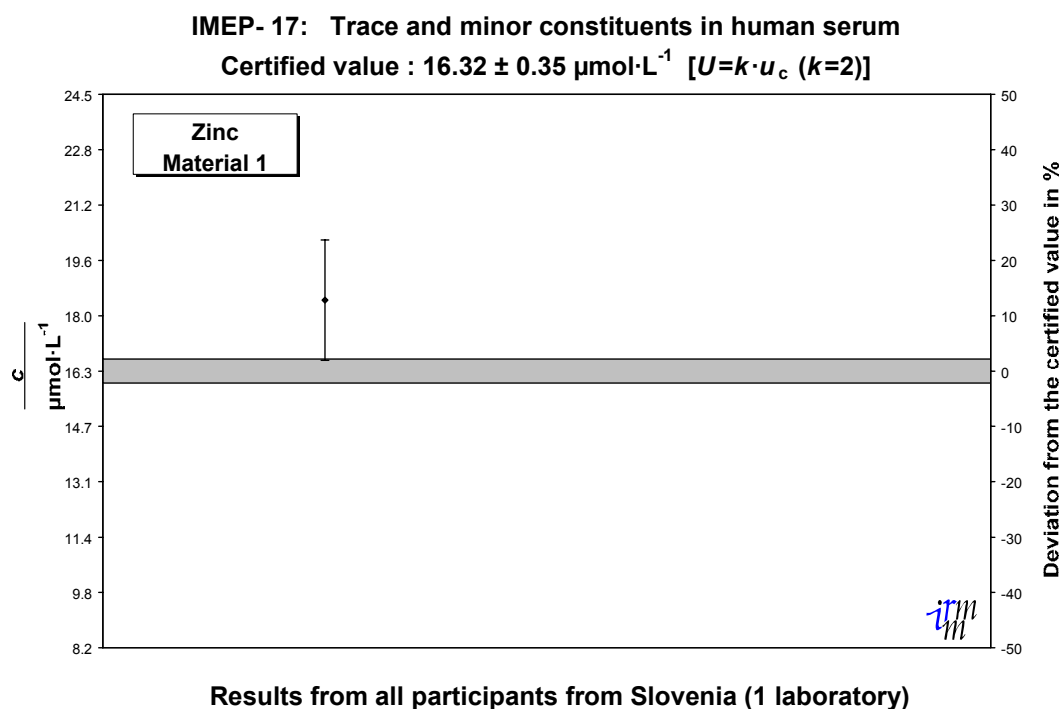 IMEP- 17: Trace and minor constituents in human serum
Certified value : 16.32 ± 0.35 µmol·L⁻¹ [U=k·u_c (k=2)]
Zinc
Material 1
24.5
22.8
21.2
19.6
18.0
16.3
14.7
13.1
11.4
9.8
8.2
c
µmol·L⁻¹
50
40
30
20
10
0
-10
-20
-30
-40
-50
Deviation from the certified value in %
irmm
Results from all participants from Slovenia (1 laboratory)